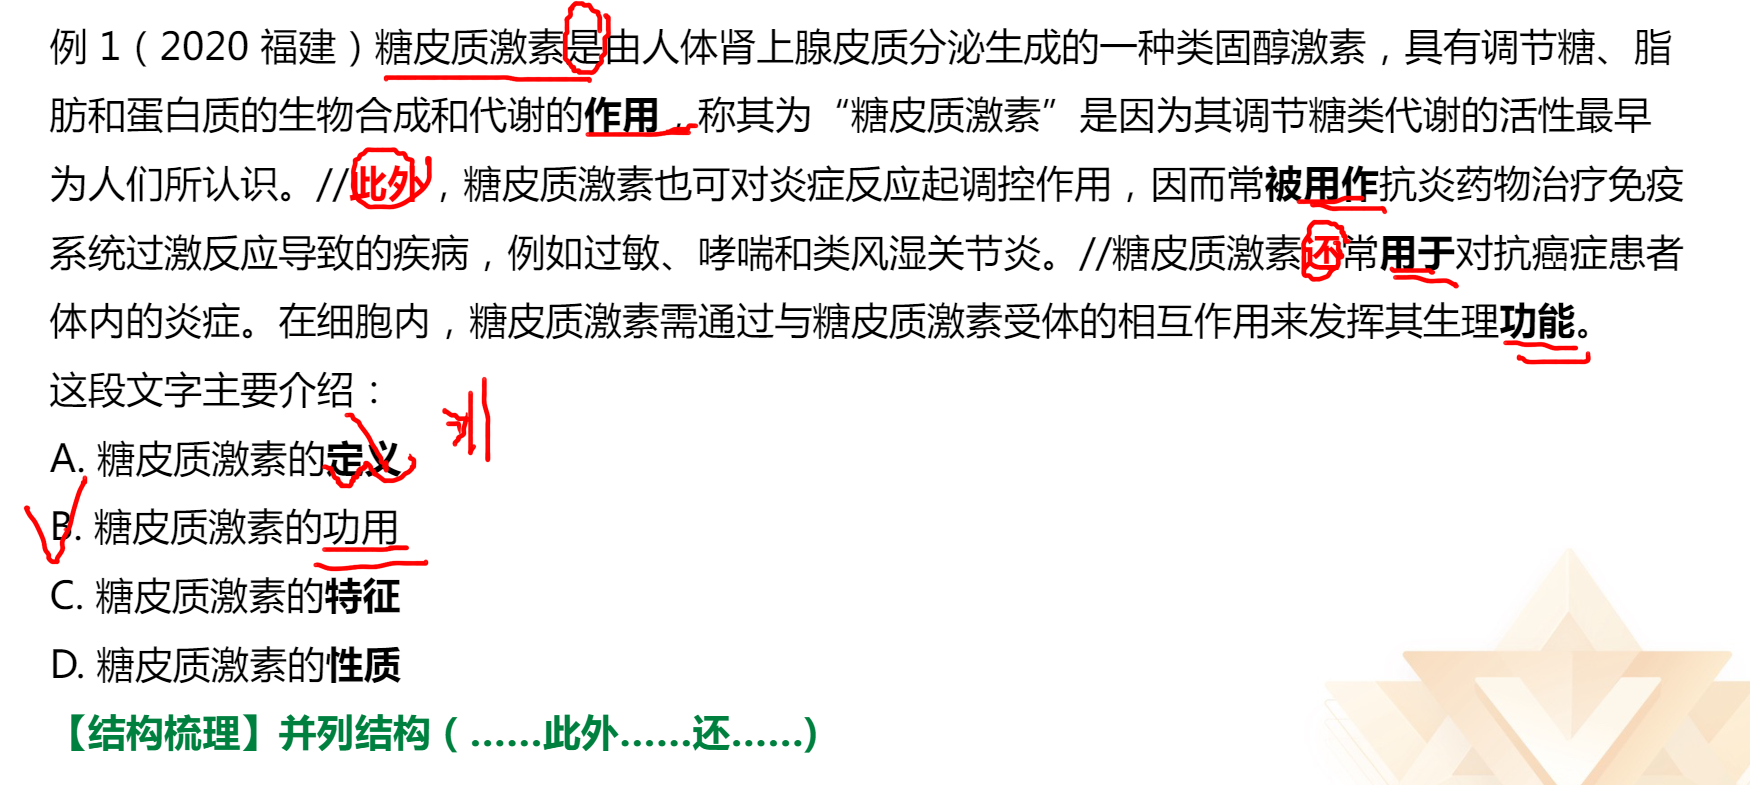 例 1（2020 福建）糖皮质激素是由人体肾上腺皮质分泌生成的一种类固醇激素，具有调节糖、脂
肪和蛋白质的生物合成和代谢的作用，称其为“糖皮质激素”是因为其调节糖类代谢的活性最早
为人们所认识。//此外，糖皮质激素也可对炎症反应起调控作用，因而常被用作抗炎药物治疗免疫
系统过激反应导致的疾病，例如过敏、哮喘和类风湿关节炎。//糖皮质激素还常用于对抗癌症患者
体内的炎症。在细胞内，糖皮质激素需通过与糖皮质激素受体的相互作用来发挥其生理功能。
这段文字主要介绍：
A. 糖皮质激素的定义
B. 糖皮质激素的功用
C. 糖皮质激素的特征
D. 糖皮质激素的性质
【结构梳理】并列结构（......此外......还......)